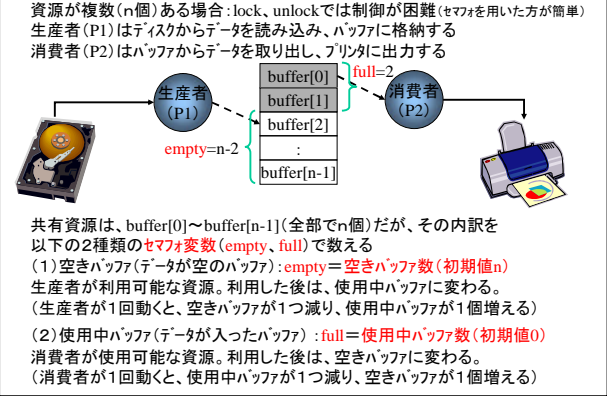 資源が複数(n個)ある場合:lock、unlockでは制御が困難(セマフォを用いた方が簡単)
生産者(P1)はディスクからデータを読み込み、バッファに格納する
消費者(P2)はバッファからデータを取り出し、プリンタに出力する
生産者
(P1)
buffer[0]
buffer[1]
buffer[2]
:
buffer[n-1]
full=2
empty=n-2
消費者
(P2)
共有資源は、buffer[0]~buffer[n-1](全部でn個)だが、その内訳を
以下の2種類のセマフォ変数(empty、full)で数える
(1)空きバッファ(データが空のバッファ):empty=空きバッファ数(初期値n)
生産者が利用可能な資源。利用した後は、使用中バッファに変わる。
(生産者が1回動くと、空きバッファが1つ減り、使用中バッファが1個増える)
(2)使用中バッファ(データが入ったバッファ) :full=使用中バッファ数(初期値0)
消費者が使用可能な資源。利用した後は、空きバッファに変わる。
(消費者が1回動くと、使用中バッファが1つ減り、空きバッファが1個増える)